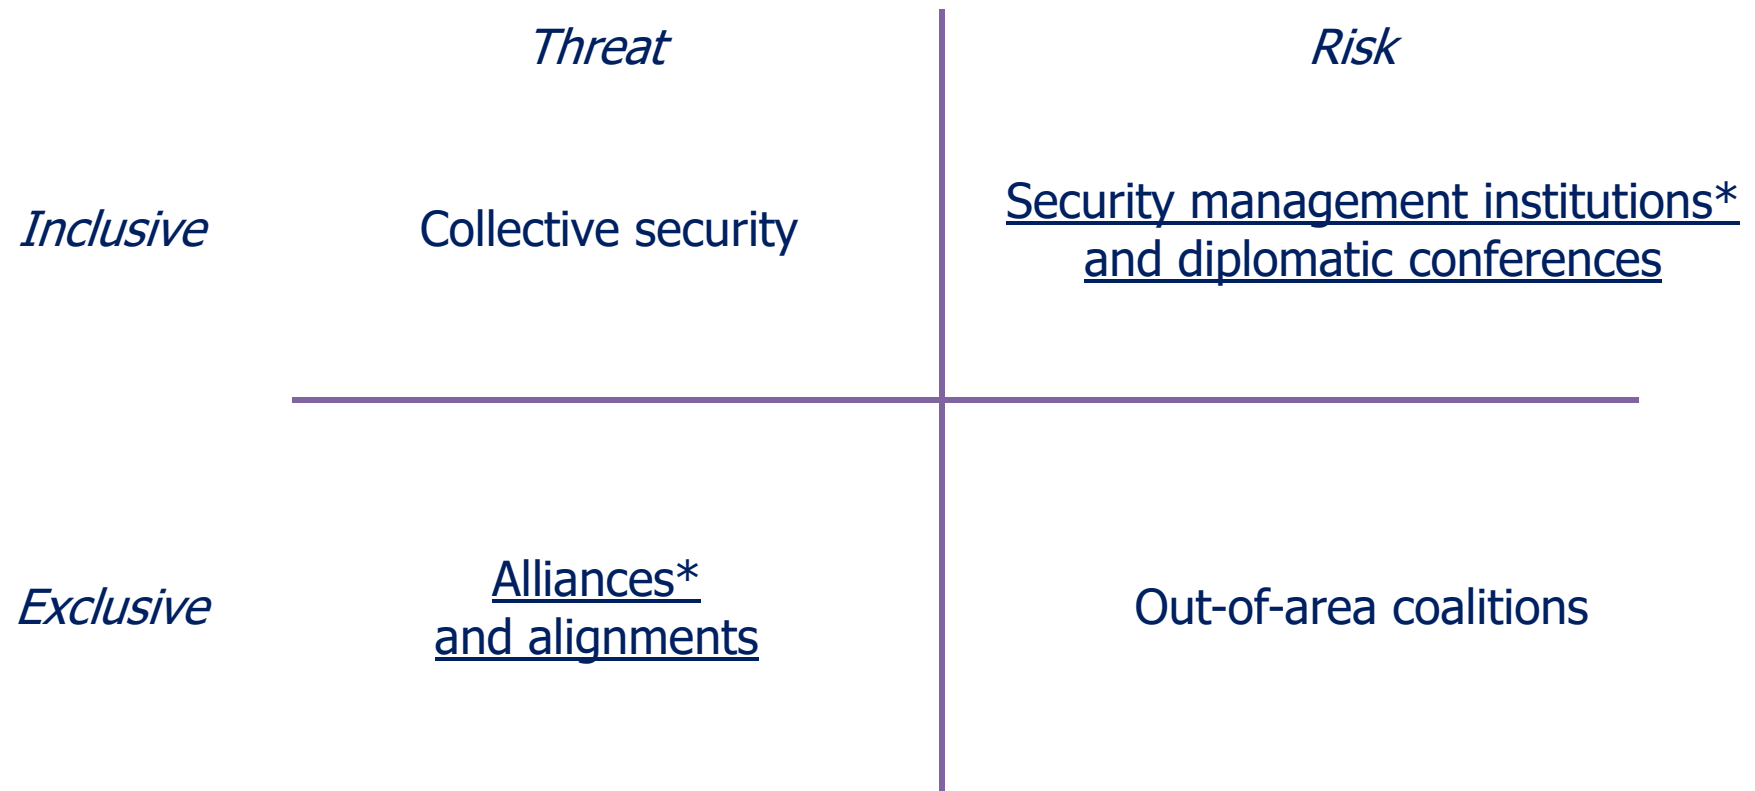 Threat
Risk
Inclusive
Collective security
Security management institutions*
and diplomatic conferences
Exclusive
Alliances*
and alignments
Out-of-area coalitions